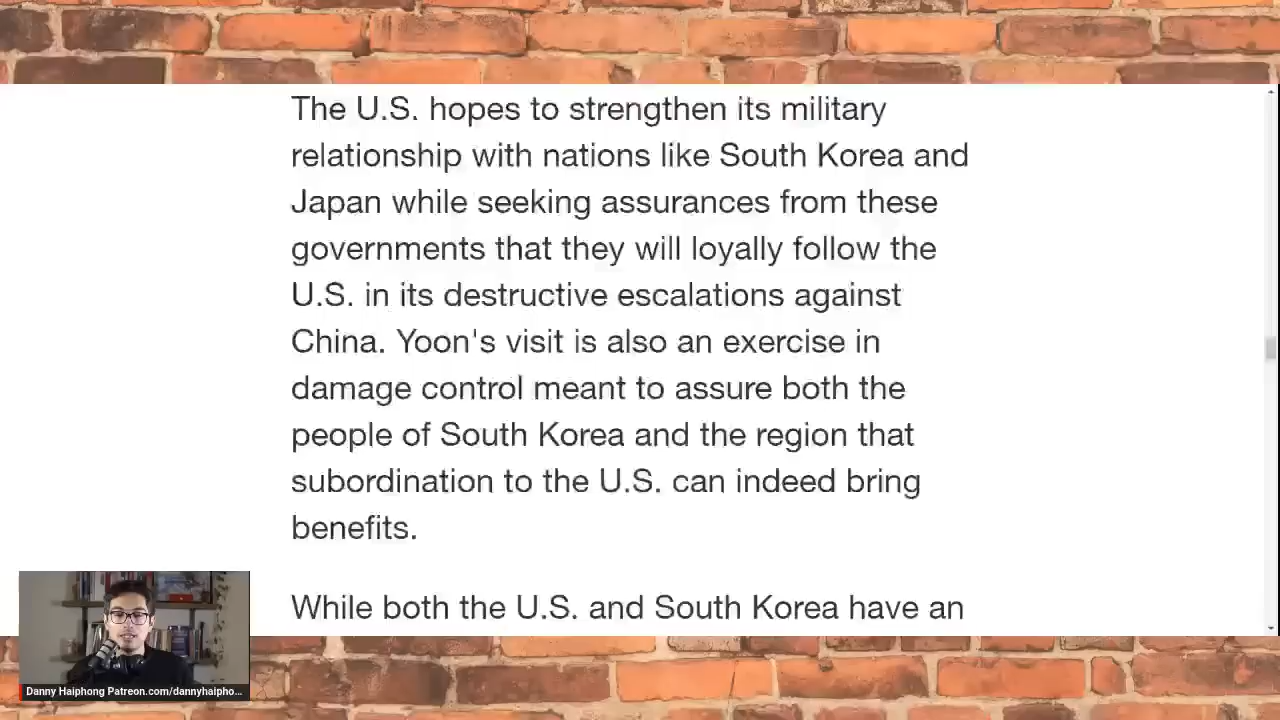 The U.S. hopes to strengthen its military
relationship with nations like South Korea and
Japan while seeking assurances from these
governments that they will loyally follow the
U.S. in its destructive escalations against
China. Yoon's visit is also an exercise in
damage control meant to assure both the
people of South Korea and the region that
subordination to the U.S. can indeed bring
benefits.
While both the U.S. and South Korea have an
Danny Haiphong Patreon.com/dannyhaipho...